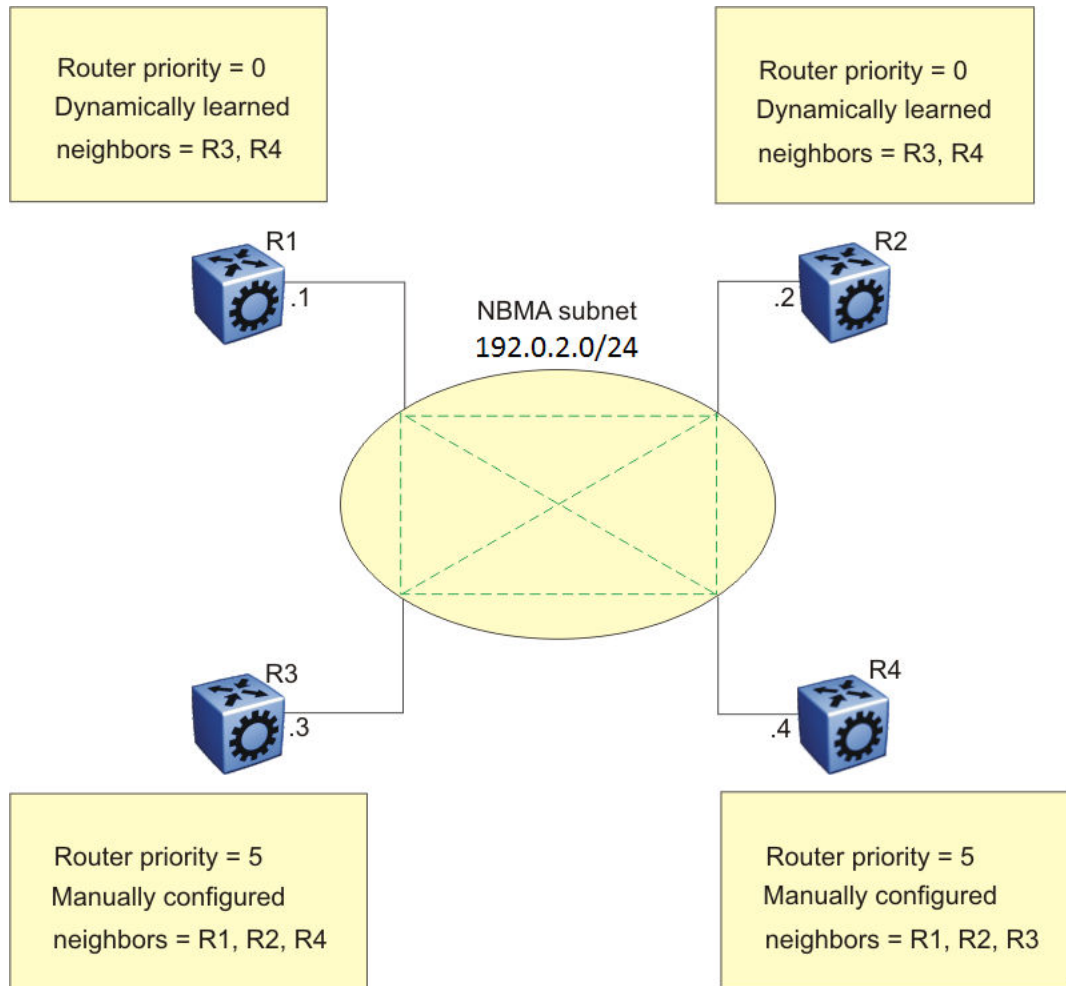 Router priority = 0
Dynamically learned
neighbors = R3, R4
Router priority = 0
Dynamically learned
neighbors = R3, R4
R1
.1
R2
.2
NBMA subnet
192.0.2.0/24
R3
.3
R4
.4
Router priority = 5
Manually configured
neighbors = R1, R2, R4
Router priority = 5
Manually configured
neighbors = R1, R2, R3